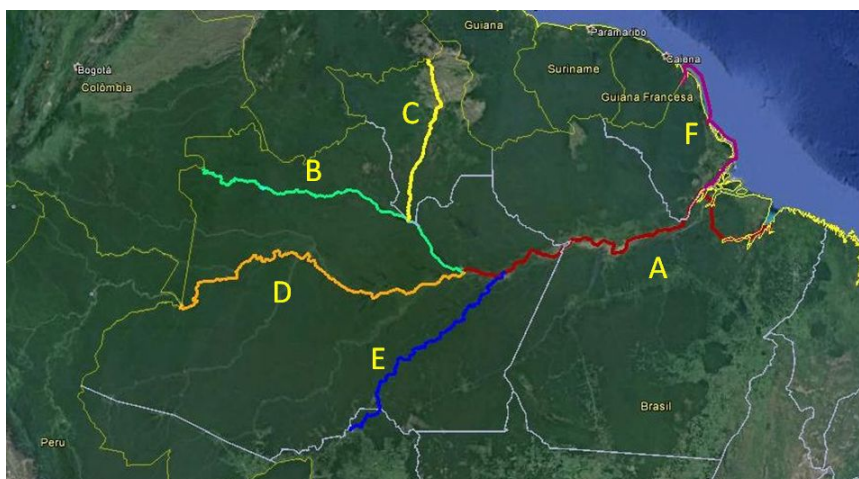 Guiana
Paramaribo
Caiena
Bogotá
Colômbia
Suriname
Guiana Francesa
C
F
B
A
D
E
Brasil
Peru